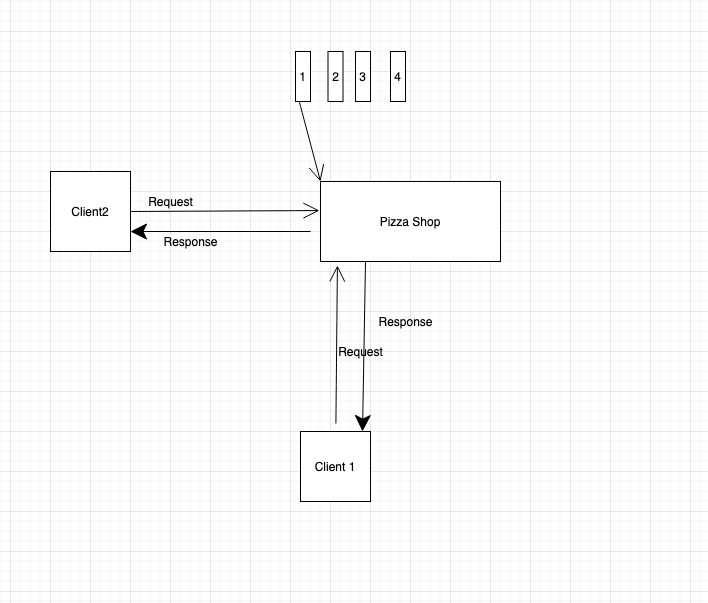 1
2
3
4
Client2
Request
Response
Pizza Shop
Response
Request
Client 1